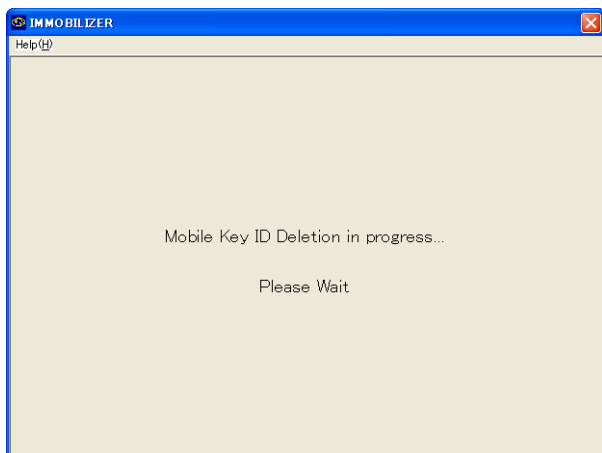 IMMOBILIZER
Help(H)
Mobile Key ID Deletion in progress...
Please Wait